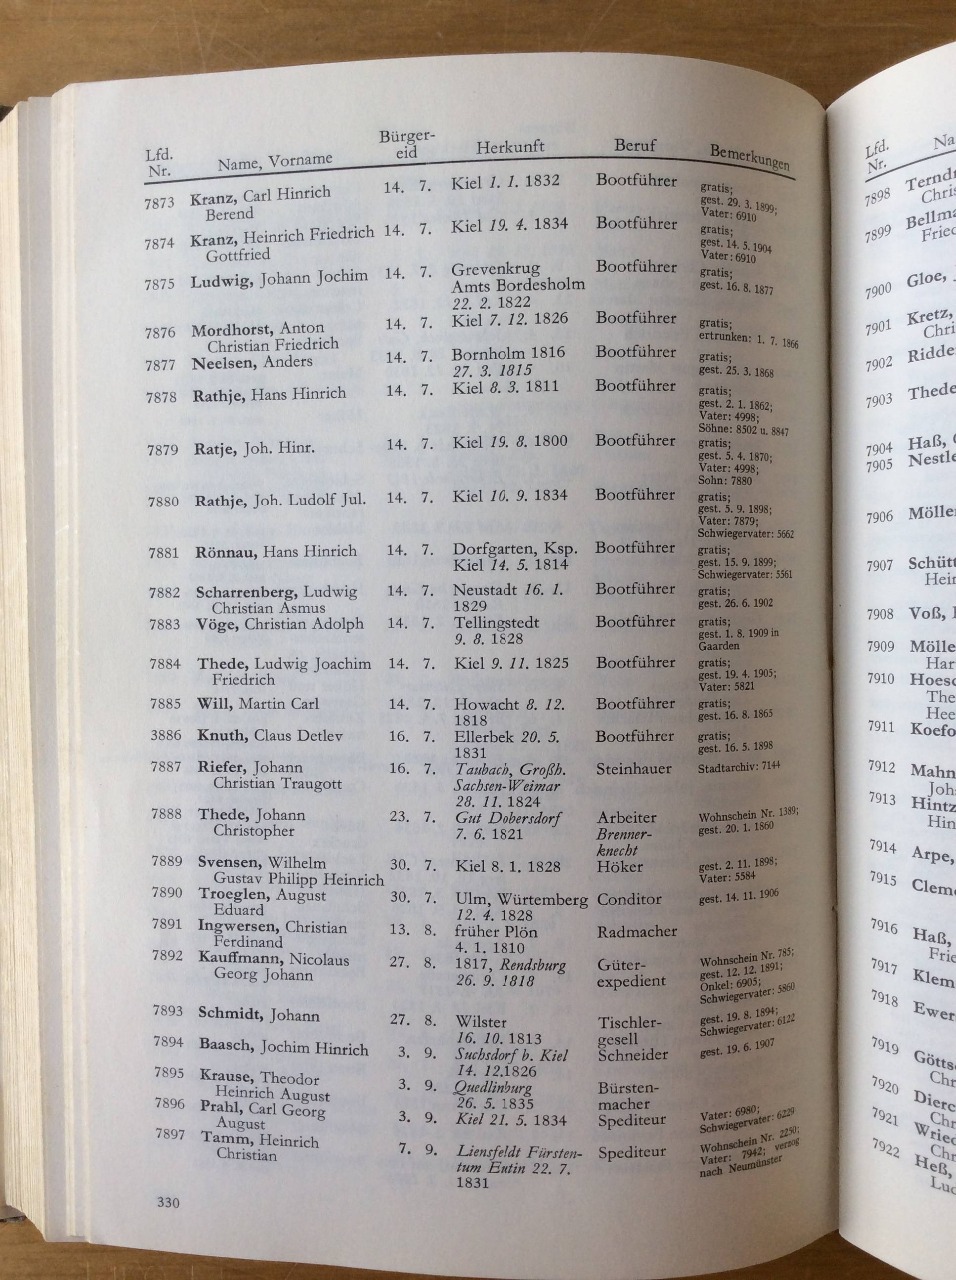 Lfd. Nr. Name, Vorname Bürger-eid Herkunft Beruf Bemerkungen
7873 Kranz, Carl Hinrich 14. 7. Kiel 1. 1. 1832 Bootführer gratis;
Berend gest. 29. 3. 1899;
Vater: 6910
7874 Kranz, Heinrich Friedrich 14. 7. Kiel 19. 4. 1834 Bootführer gratis;
Gottfried gest. 14. 5. 1904
Vater: 6910
7875 Ludwig, Johann Jochim 14. 7. Grevenkrug Bootführer gratis;
Amts Bordesholm gest. 16. 8. 1877
22. 2. 1822
7876 Mordhorst, Anton 14. 7. Kiel 7. 12. 1826 Bootführer gratis;
Christian Friedrich ertrunken: 1. 7. 1866
7877 Neelsen, Anders 14. 7. Bornholm 1816 Bootführer gratis;
27. 3. 1815 gest. 25. 3. 1868
7878 Rathje, Hans Hinrich 14. 7. Kiel 8. 3. 1811 Bootführer gratis;
gest. 2. 1. 1862;
Vater: 4998;
Söhne: 8502 u. 8847
7879 Ratje, Joh. Hinr. 14. 7. Kiel 19. 8. 1800 Bootführer gratis;
gest. 5. 4. 1870;
Vater: 4998;
Sohn: 7880
7880 Rathje, Joh. Ludolf Jul. 14. 7. Kiel 10. 9. 1834 Bootführer gratis;
gest. 5. 9. 1898;
Vater: 7879;
Schwiegervater: 5662
7881 Rönnau, Hans Hinrich 14. 7. Dorfgarten, Ksp. Bootführer gratis;
Kiel 14. 5. 1814 gest. 15. 9. 1899;
Schwiegervater: 5561
7882 Scharrenberg, Ludwig 14. 7. Neustadt 16. 1. Bootführer gratis;
Christian Asmus 1829 gest. 26. 6. 1902
7883 Vöge, Christian Adolph 14. 7. Tellingstedt Bootführer gratis;
9. 8. 1828 gest. 1. 8. 1909 in
Gaarden
7884 Thede, Ludwig Joachim 14. 7. Kiel 9. 11. 1825 Bootführer gratis;
Friedrich gest. 19. 4. 1905;
Vater: 5821
7885 Will, Martin Carl 14. 7. Howacht 8. 12. Bootführer gratis;
1818 gest. 16. 8. 1865
3886 Knuth, Claus Detlev 16. 7. Ellerbek 20. 5. Bootführer gratis;
1831 gest. 16. 5. 1898
7887 Riefer, Johann 16. 7. Taubach, Großh. Steinhauer Stadtarchiv: 7144
Christian Traugott Sachsen-Weimar
28. 11. 1824
7888 Thede, Johann 23. 7. Gut Dobersdorf Arbeiter Wohnschein Nr. 1389;
Christopher 7. 6. 1821 Brenner- gest. 20. 1. 1860
knecht
7889 Svensen, Wilhelm 30. 7. Kiel 8. 1. 1828 Höker gest. 2. 11. 1898;
Gustav Philipp Heinrich Vater: 5584
7890 Troeglen, August 30. 7. Ulm, Würtemberg Conditor gest. 14. 11. 1906
Eduard 12. 4. 1828
7891 Ingwersen, Christian 13. 8. früher Plön Radmacher
Ferdinand 4. 1. 1810
7892 Kauffmann, Nicolaus 27. 8. 1817, Rendsburg Güter- Wohnschein Nr. 785;
Georg Johann 26. 9. 1818 expedient gest. 12. 12. 1891;
Onkel: 6905;
Schwiegervater: 5860
7893 Schmidt, Johann 27. 8. Wilster Tischler- gest. 19. 8. 1894;
16. 10. 1813 gesell Schwiegervater: 6122
7894 Baasch, Jochim Hinrich 3. 9. Suchsdorf b. Kiel Schneider gest. 19. 6. 1907
14. 12.1826
7895 Krause, Theodor 3. 9. Quedlinburg Bürsten-
Heinrich August 26. 5. 1835 macher
7896 Prahl, Carl Georg 3. 9. Kiel 21. 5. 1834 Spediteur Vater: 6980;
August Schwiegervater: 6229
7897 Tamm, Heinrich 7. 9. Liensfeldt Fürsten- Spediteur Wohnschein Nr. 2250;
Christian tum Eutin 22. 7. Vater: 7942; verzog
1831 nach Neumünster
330
Lfd. Nr. Na
7898 Terndr
Chris
7899 Bellma
Fried
7900 Gloe,
7901 Kretz,
Chri
7902 Ridde
7903 Thede
7904 Haß,
7905 Nestle
7906 Mölle
7907 Schütt
Hein
7908 Voß,
7909 Mölle
Har
7910 Hoesc
The
Hee
7911 Koefo
7912 Mahn
Joh
7913 Hintz
Hin
7914 Arpe,
7915 Cleme
7916 Haß,
Frie
7917 Klem
7918 Ewer
7919 Götts
Chr
7920 Dierc
Chr
7921 Wried
Chr
7922 Heß,
Luc